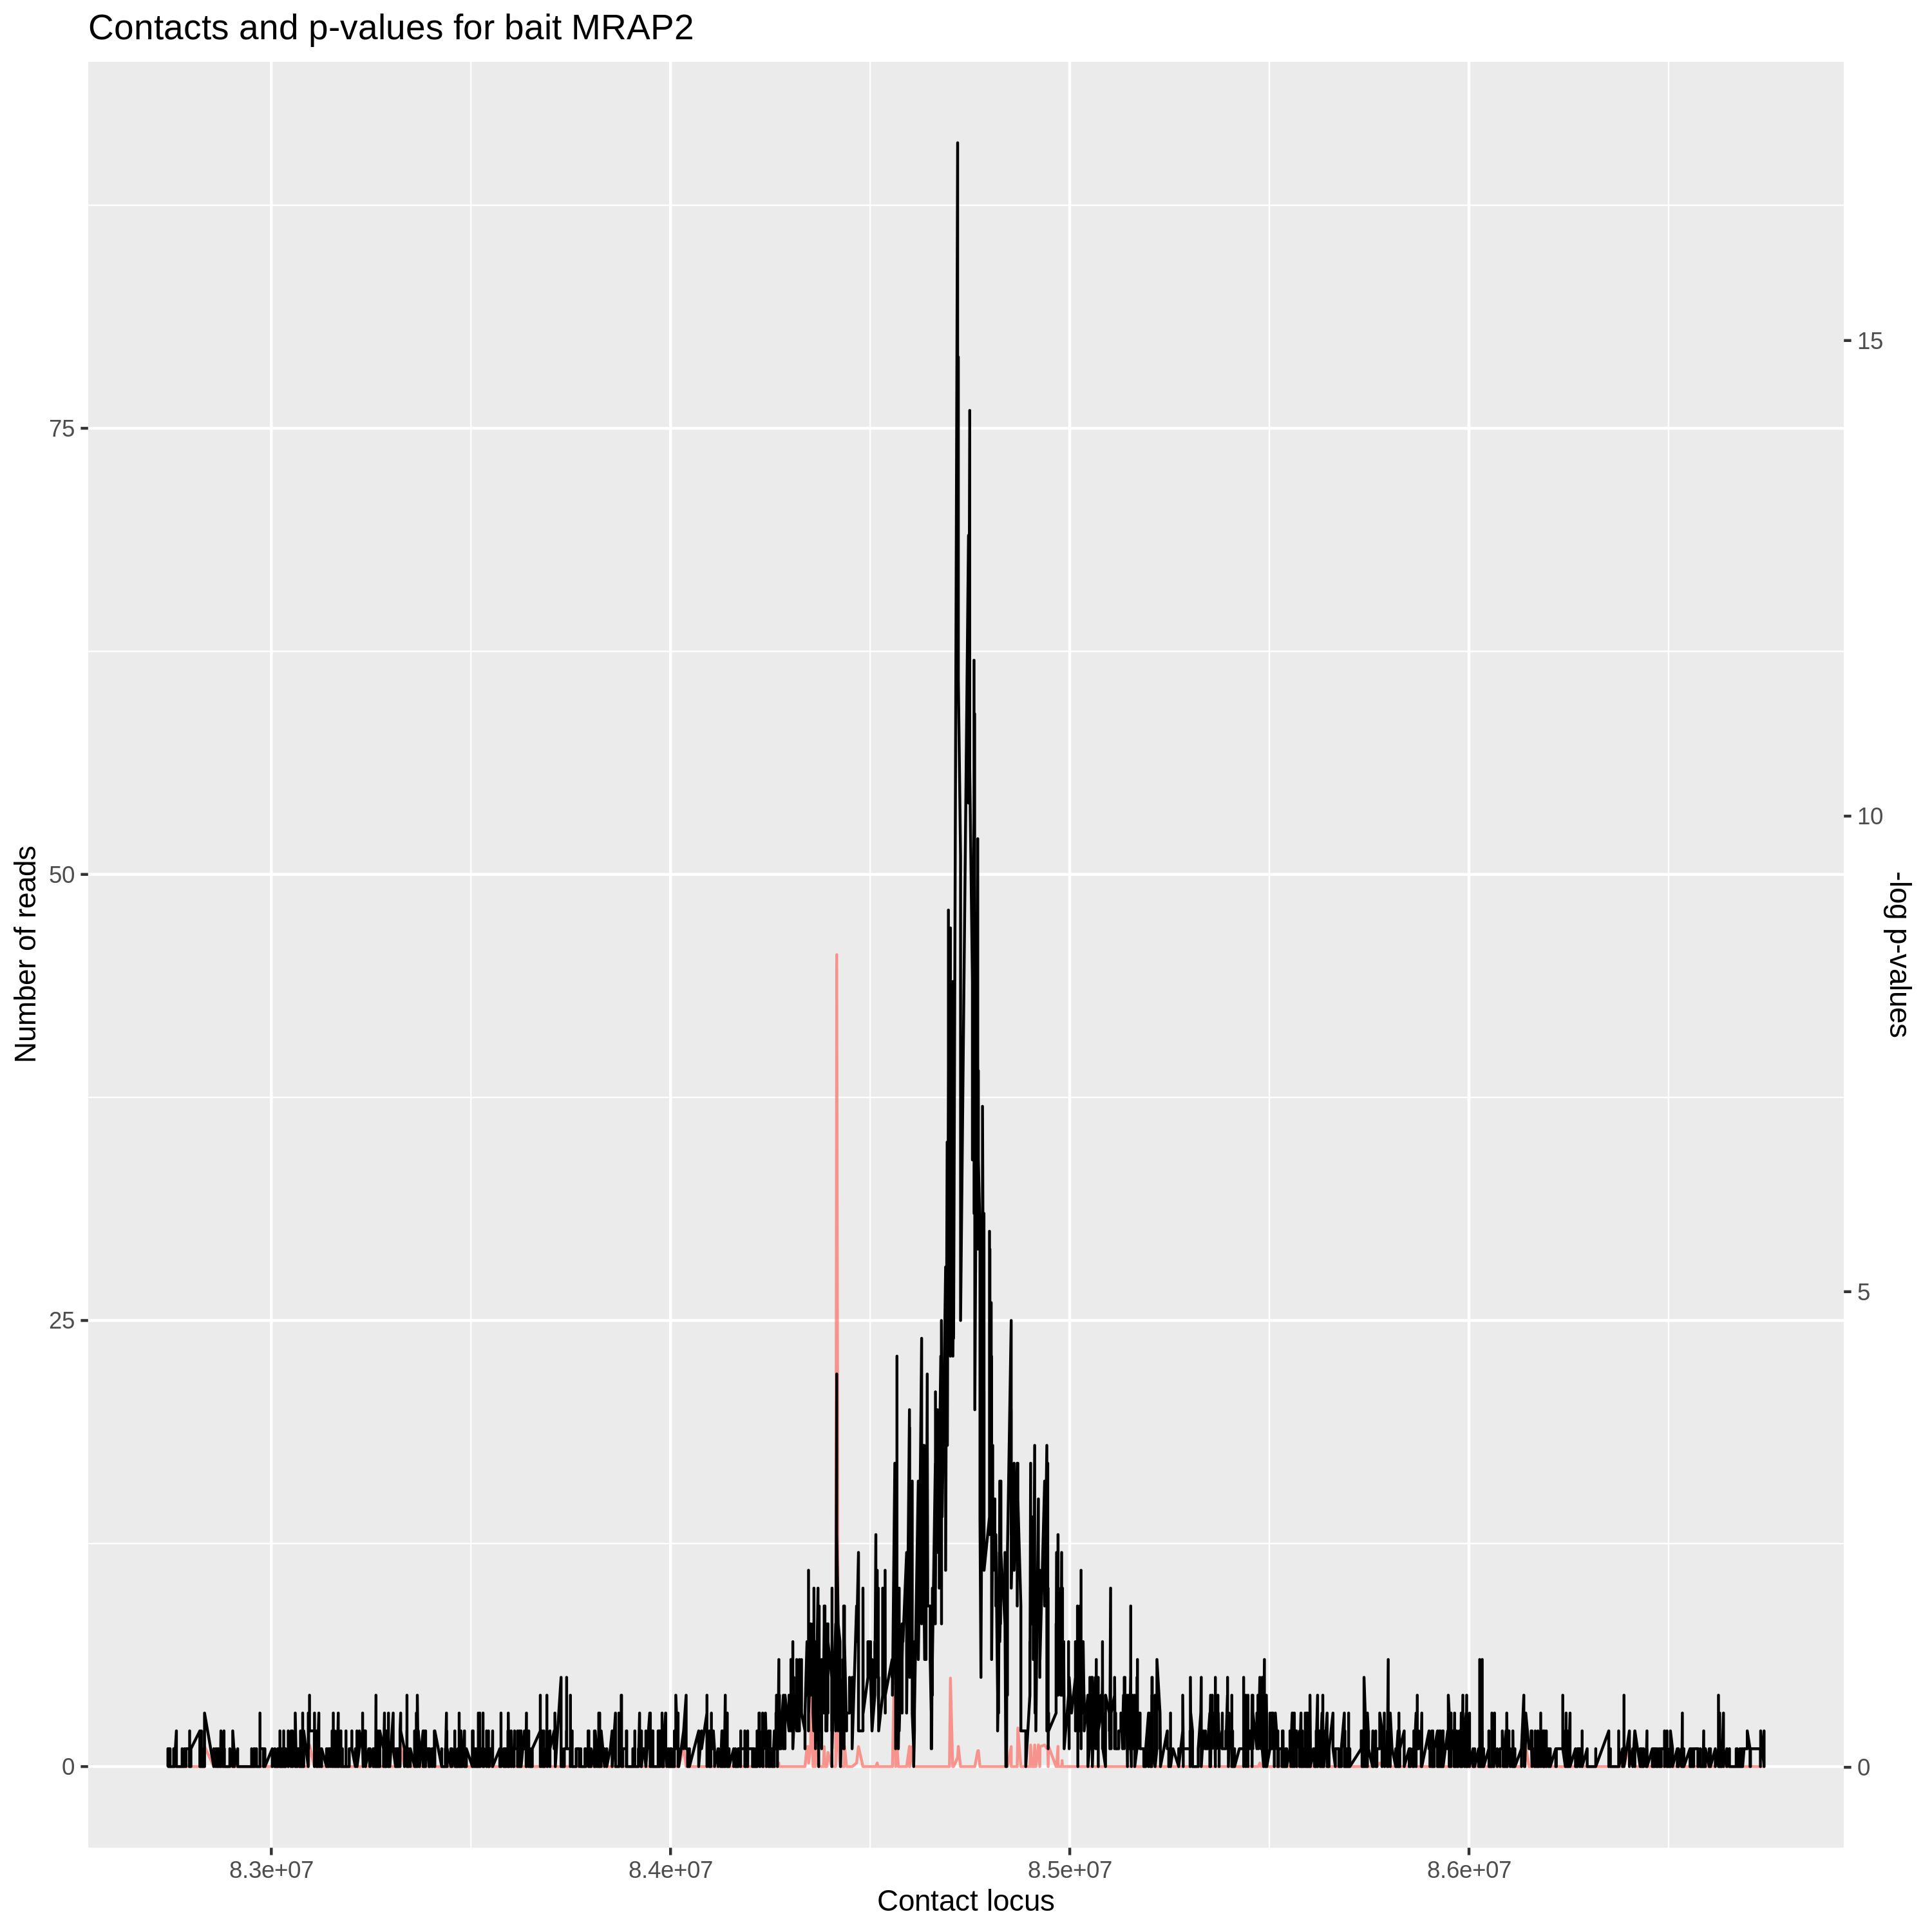 Contacts and p-values for bait MRAP2
Number of reads
75
50
25
0
15
10
5
0
-log p-values
8.3e+07
8.4e+07
8.5e+07
8.6e+07
Contact locus